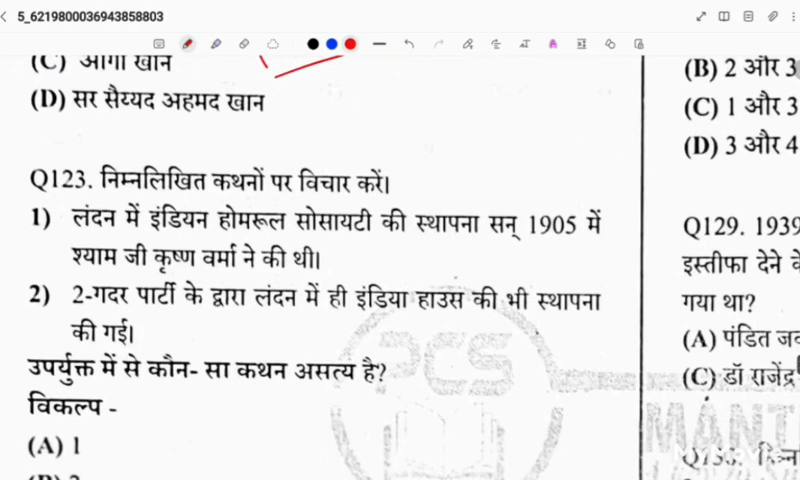 5_6219800036943858803
(C) आगा खान
(D) सर सैय्यद अहमद खान
Q123. निम्नलिखित कथनों पर विचार करें।
1) लंदन में इंडियन होमरूल सोसायटी की स्थापना सन् 1905 में
श्याम जी कृष्ण वर्मा ने की थी।
2) 2-गदर पार्टी के द्वारा लंदन में ही इंडिया हाउस की भी स्थापना
की गई।
उपर्युक्त में से कौन- सा कथन असत्य है?
विकल्प -
(A) 1
(B) 2 और 3
(C) 1 और 3
(D) 3 और 4
Q129. 1939
इस्तीफा देने के
गया था?
(A) पंडित
(C) डॉ राजेंद्र
PCS
MANT